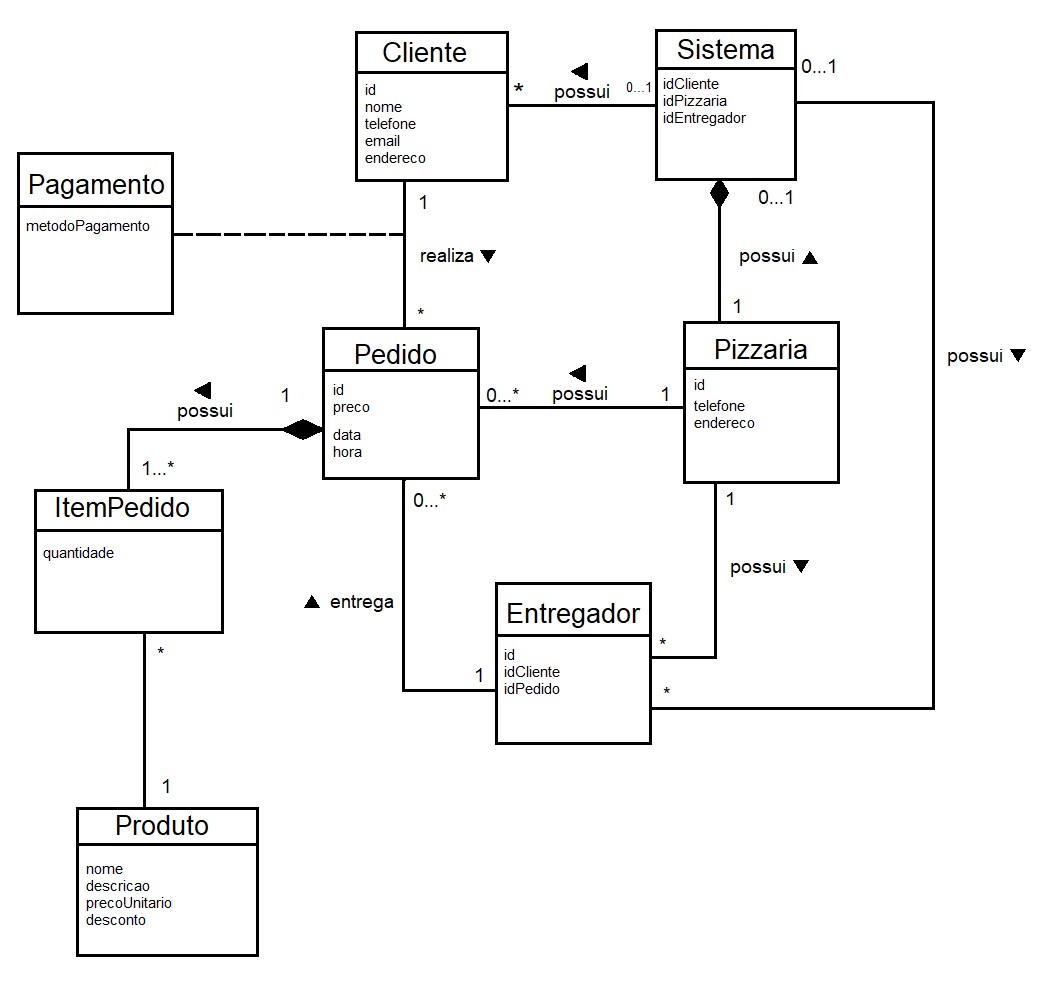 Cliente
id
nome
telefone
email
endereco
*
possui
0...1
Sistema
idCliente
idPizzaria
idEntregador
0...1
Pagamento
metodoPagamento
1
realiza
*
0...1
possui
1
possui
Pedido
id
preco
data
hora
0...*
possui
1
Pizzaria
id
telefone
endereco
possui
1
1...*
ItemPedido
quantidade
0...*
entrega
1
1
possui
*
*
Entregador
id
idCliente
idPedido
*
1
Produto
nome
descricao
precoUnitario
desconto